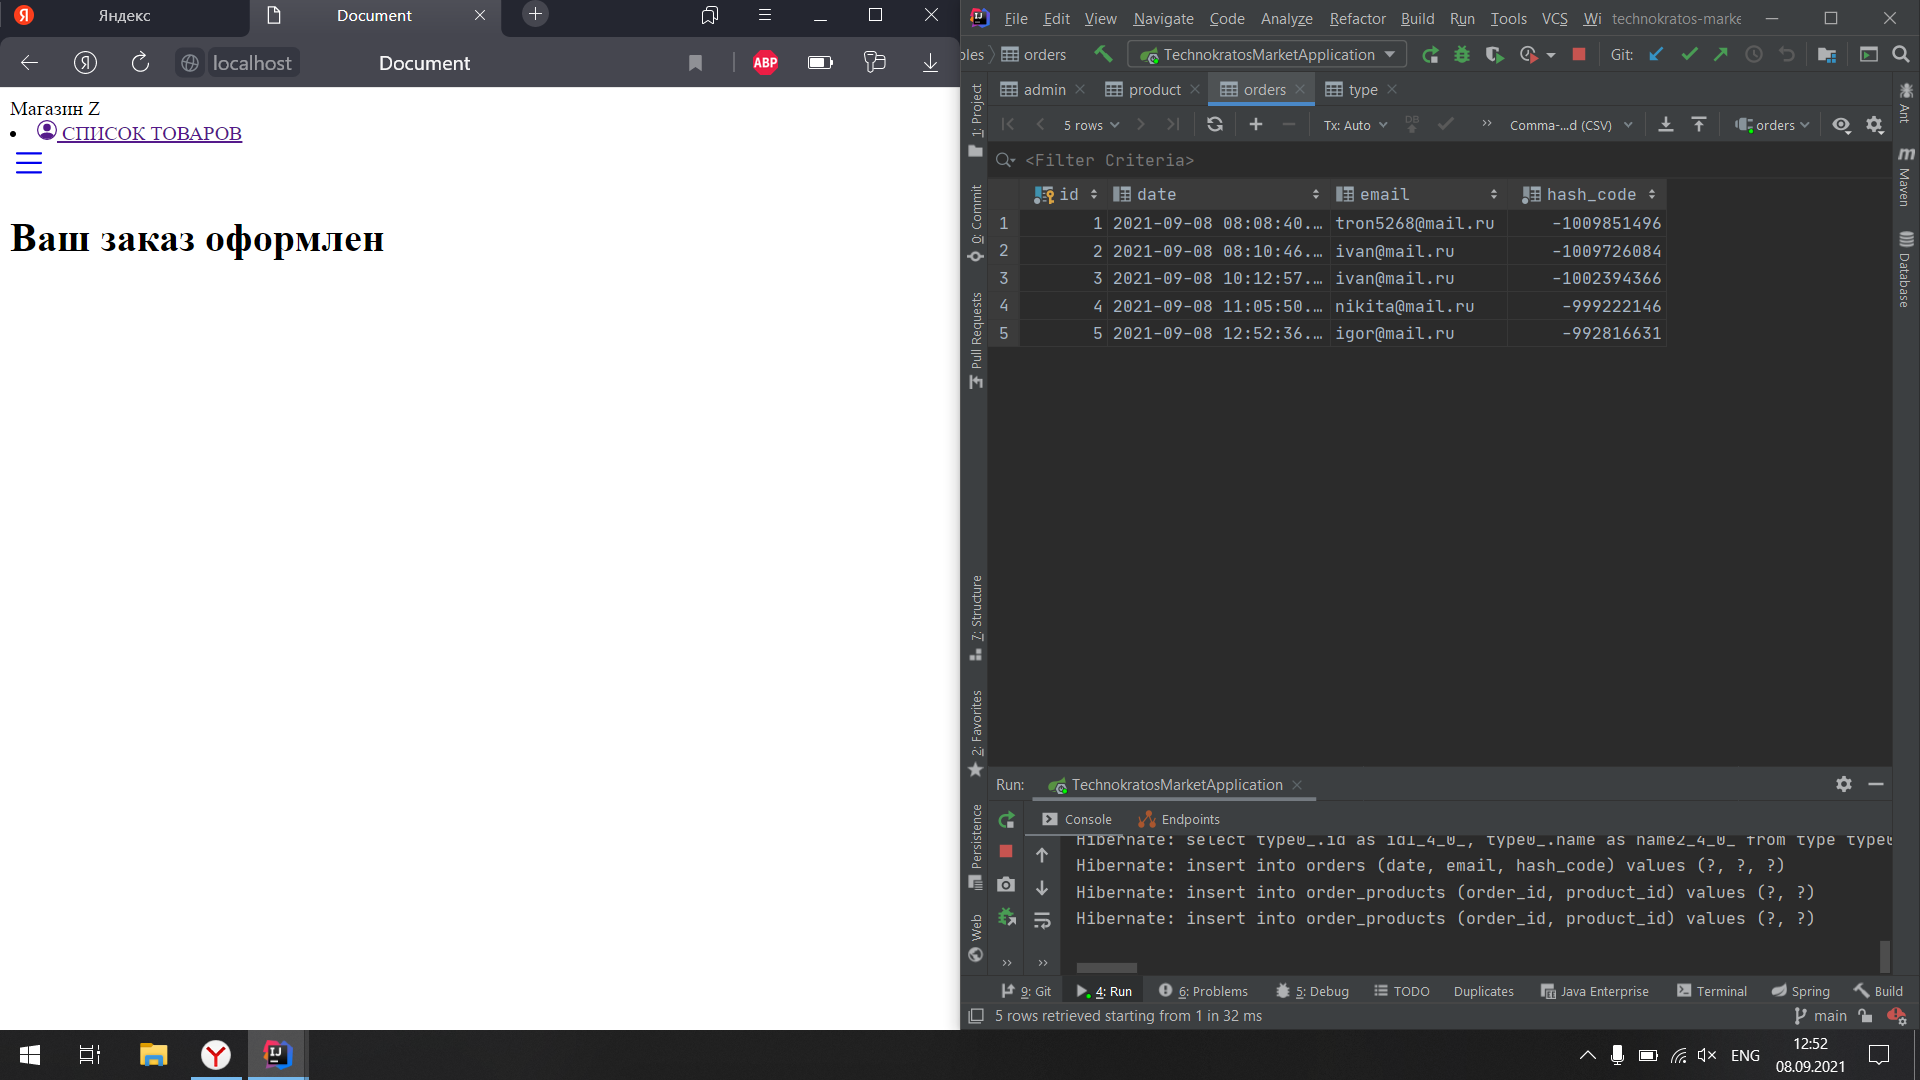 Яндекс
Document
localhost
Document
ABP
Магазин Z
СПИСОК ТОВАРОВ
Ваш заказ оформлен
File Edit View Navigate Code Analyze Refactor Build Run Tools VCS Wi technokratos-marke
bles orders TechnokratosMarketApplication Git:
admin product orders type
5 rows Tx: Auto DB Comma-...d (CSV) orders
<Filter Criteria>
id date email hash_code
1 1 2021-09-08 08:08:40.… tron5268@mail.ru -1009851496
2 2 2021-09-08 08:10:46.… ivan@mail.ru -1009726084
3 3 2021-09-08 10:12:57.… ivan@mail.ru -1002394366
4 4 2021-09-08 11:05:50.… nikita@mail.ru -999222146
5 5 2021-09-08 12:52:36.… igor@mail.ru -992816631
1: Project
0: Commit
Pull Requests
7: Structure
2: Favorites
Persistence
Web
Ant
Maven
Database
Run: TechnokratosMarketApplication
Console Endpoints
Hibernate: select type0_.id as id1_4_0_, type0_.name as name2_4_0_ from type type0
Hibernate: insert into orders (date, email, hash_code) values (?, ?, ?)
Hibernate: insert into order_products (order_id, product_id) values (?, ?)
Hibernate: insert into order_products (order_id, product_id) values (?, ?)
9: Git 4: Run 6: Problems 5: Debug TODO Duplicates Java Enterprise Terminal Spring Build
5 rows retrieved starting from 1 in 32 ms main
ENG
12:52
08.09.2021